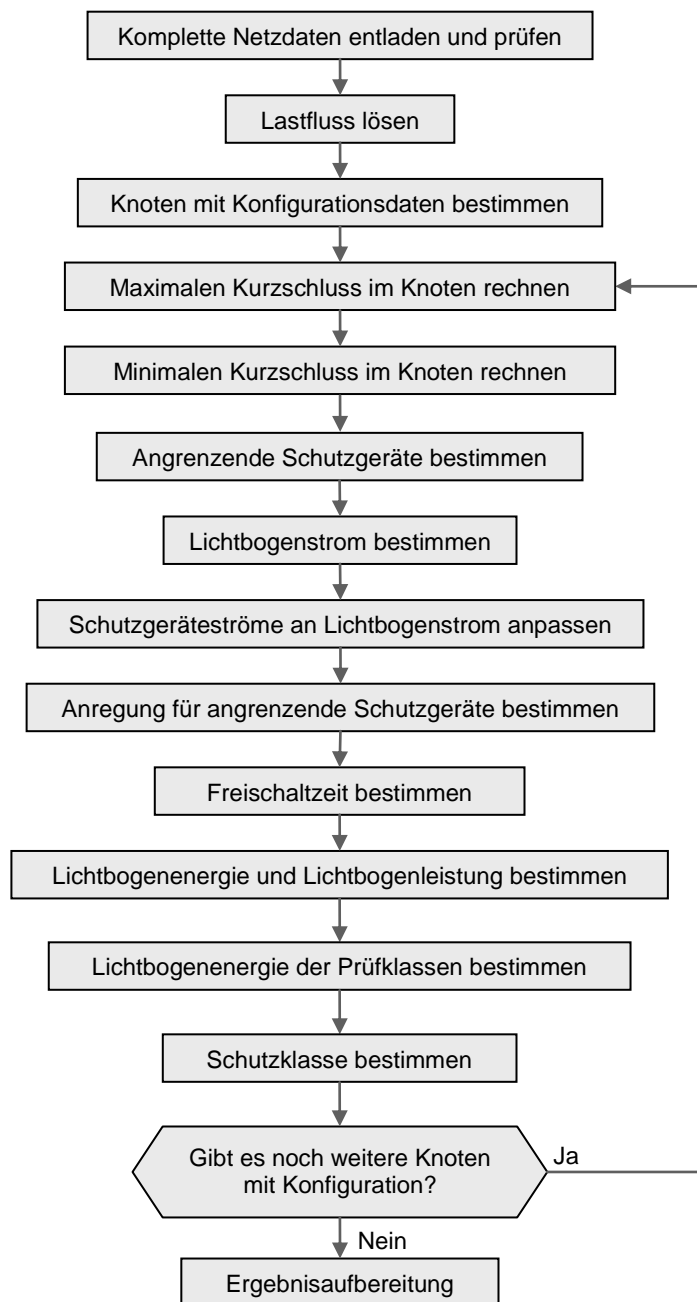 Komplette Netzdaten entladen und prüfen
Lastfluss lösen
Knoten mit Konfigurationsdaten bestimmen
Maximalen Kurzschluss im Knoten rechnen
Minimalen Kurzschluss im Knoten rechnen
Angrenzende Schutzgeräte bestimmen
Lichtbogenstrom bestimmen
Schutzgeräteströme an Lichtbogenstrom anpassen
Anregung für angrenzende Schutzgeräte bestimmen
Freischaltzeit bestimmen
Lichtbogenenergie und Lichtbogenleistung bestimmen
Lichtbogenenergie der Prüfklassen bestimmen
Schutzklasse bestimmen
Gibt es noch weitere Knoten
mit Konfiguration?
Ja
Nein
Ergebnisaufbereitung